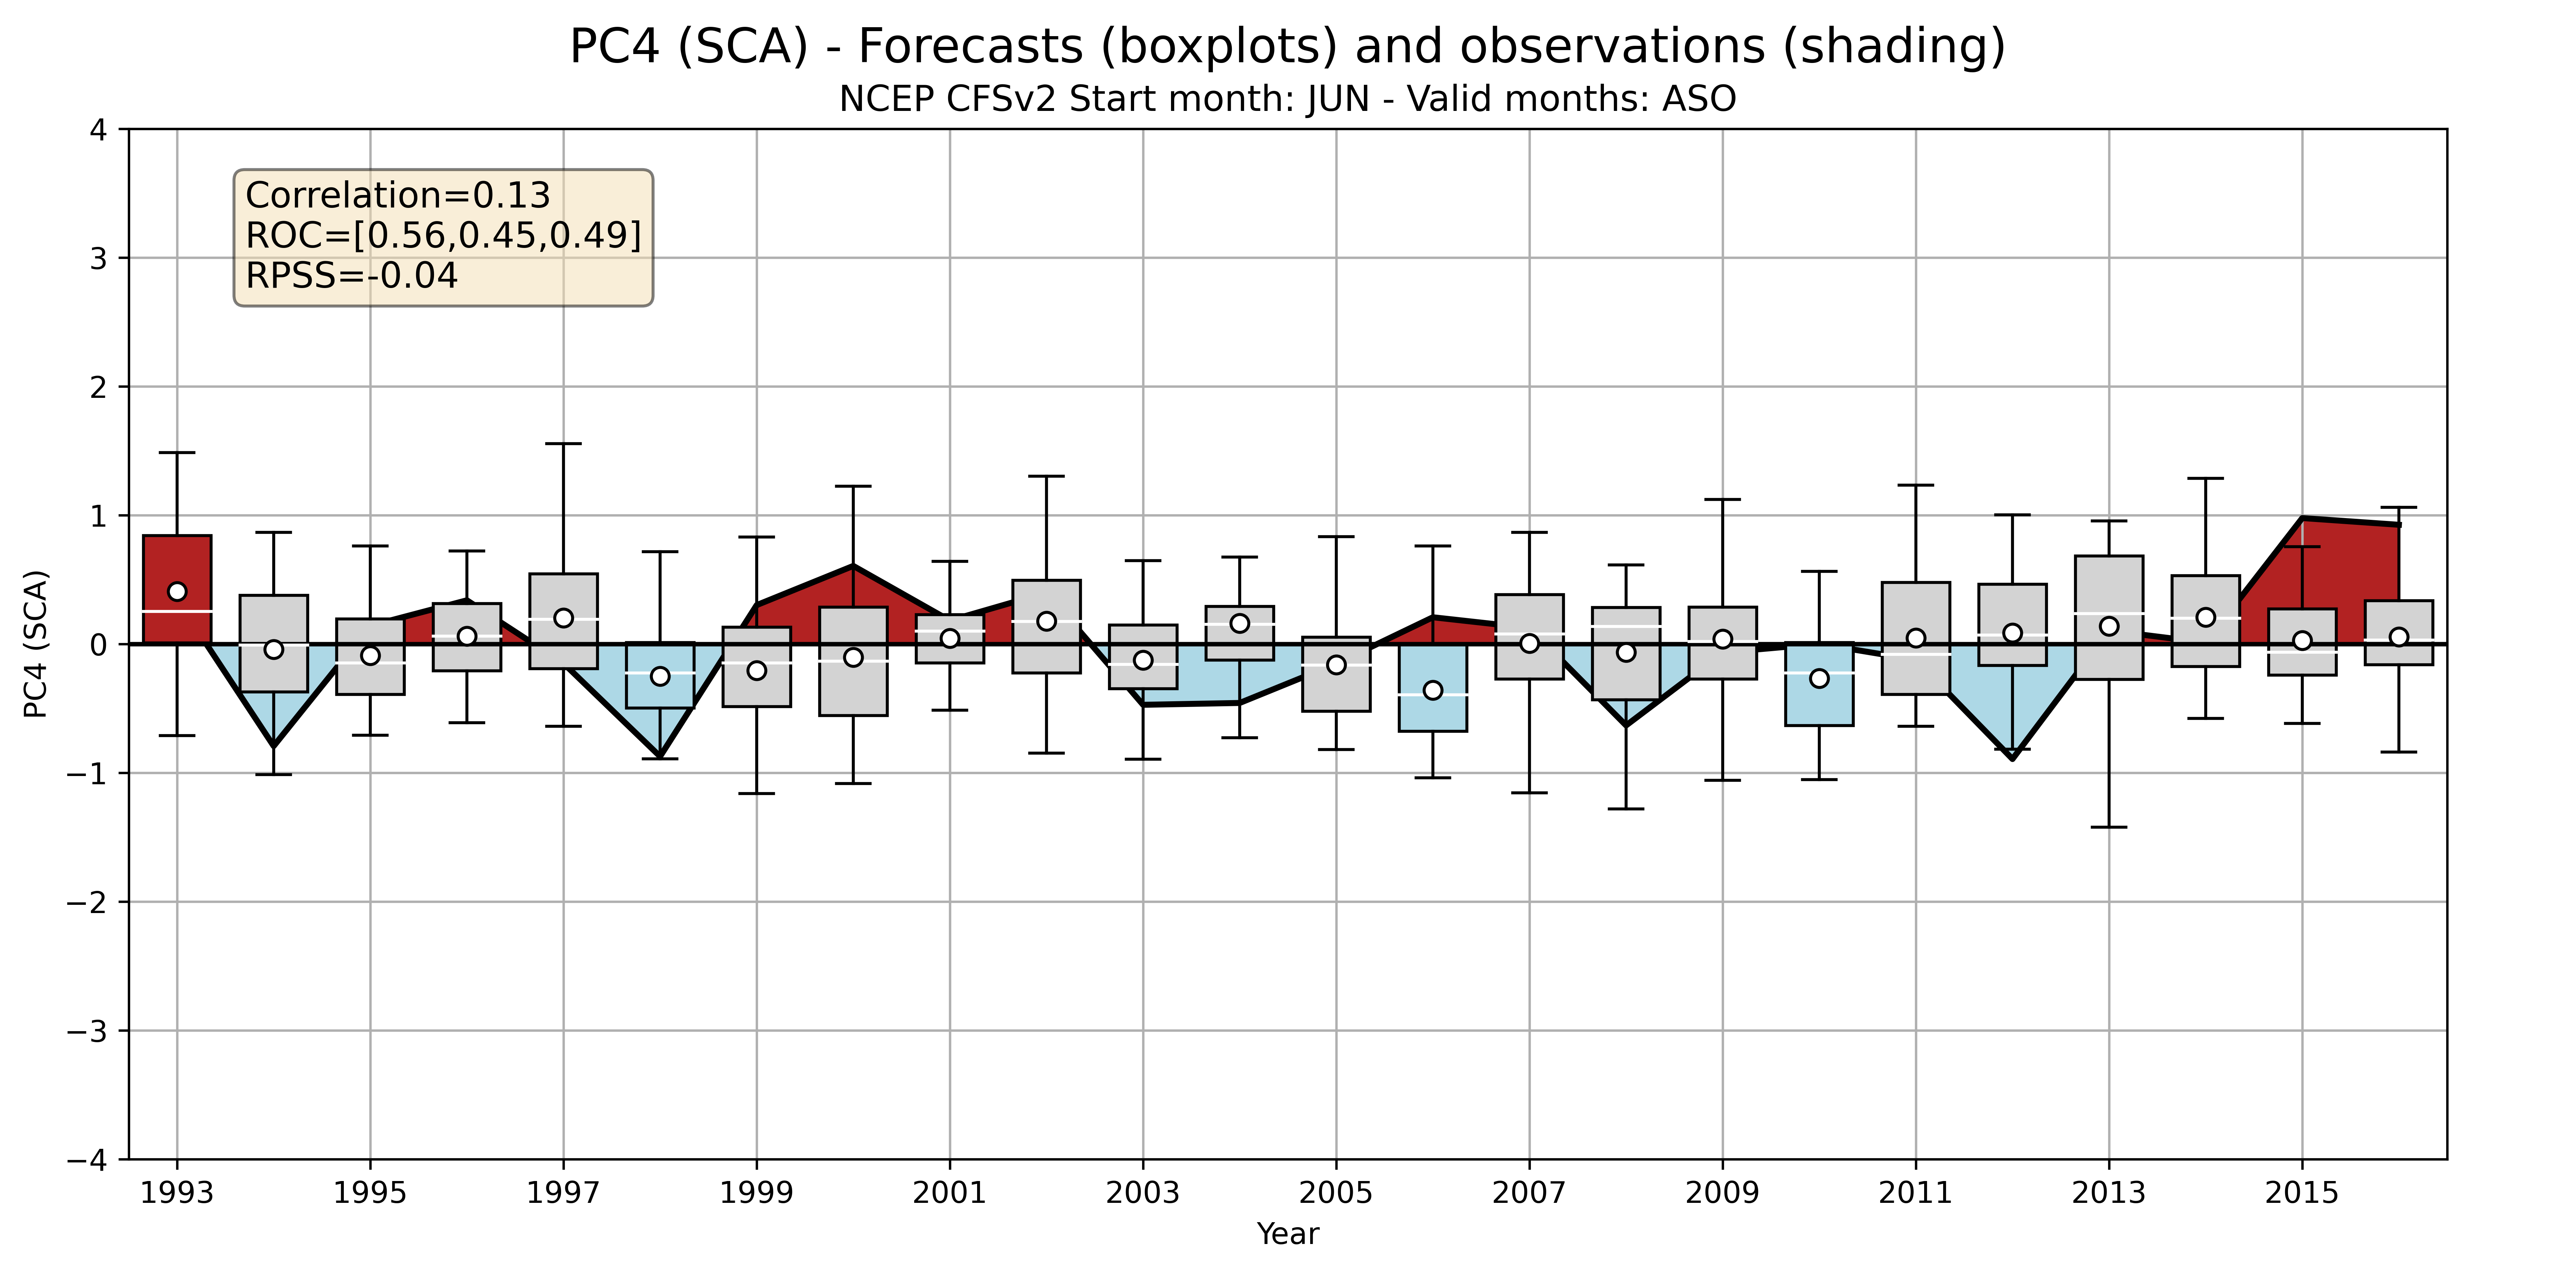 PC4 (SCA) - Forecasts (boxplots) and observations (shading)
NCEP CFSv2 Start month: JUN - Valid months: ASO
Correlation=0.13
ROC=[0.56,0.45,0.49]
RPSS=-0.04
PC4 (SCA)
4
3
2
1
0
−1
−2
−3
−4
1993 1995 1997 1999 2001 2003 2005 2007 2009 2011 2013 2015
Year